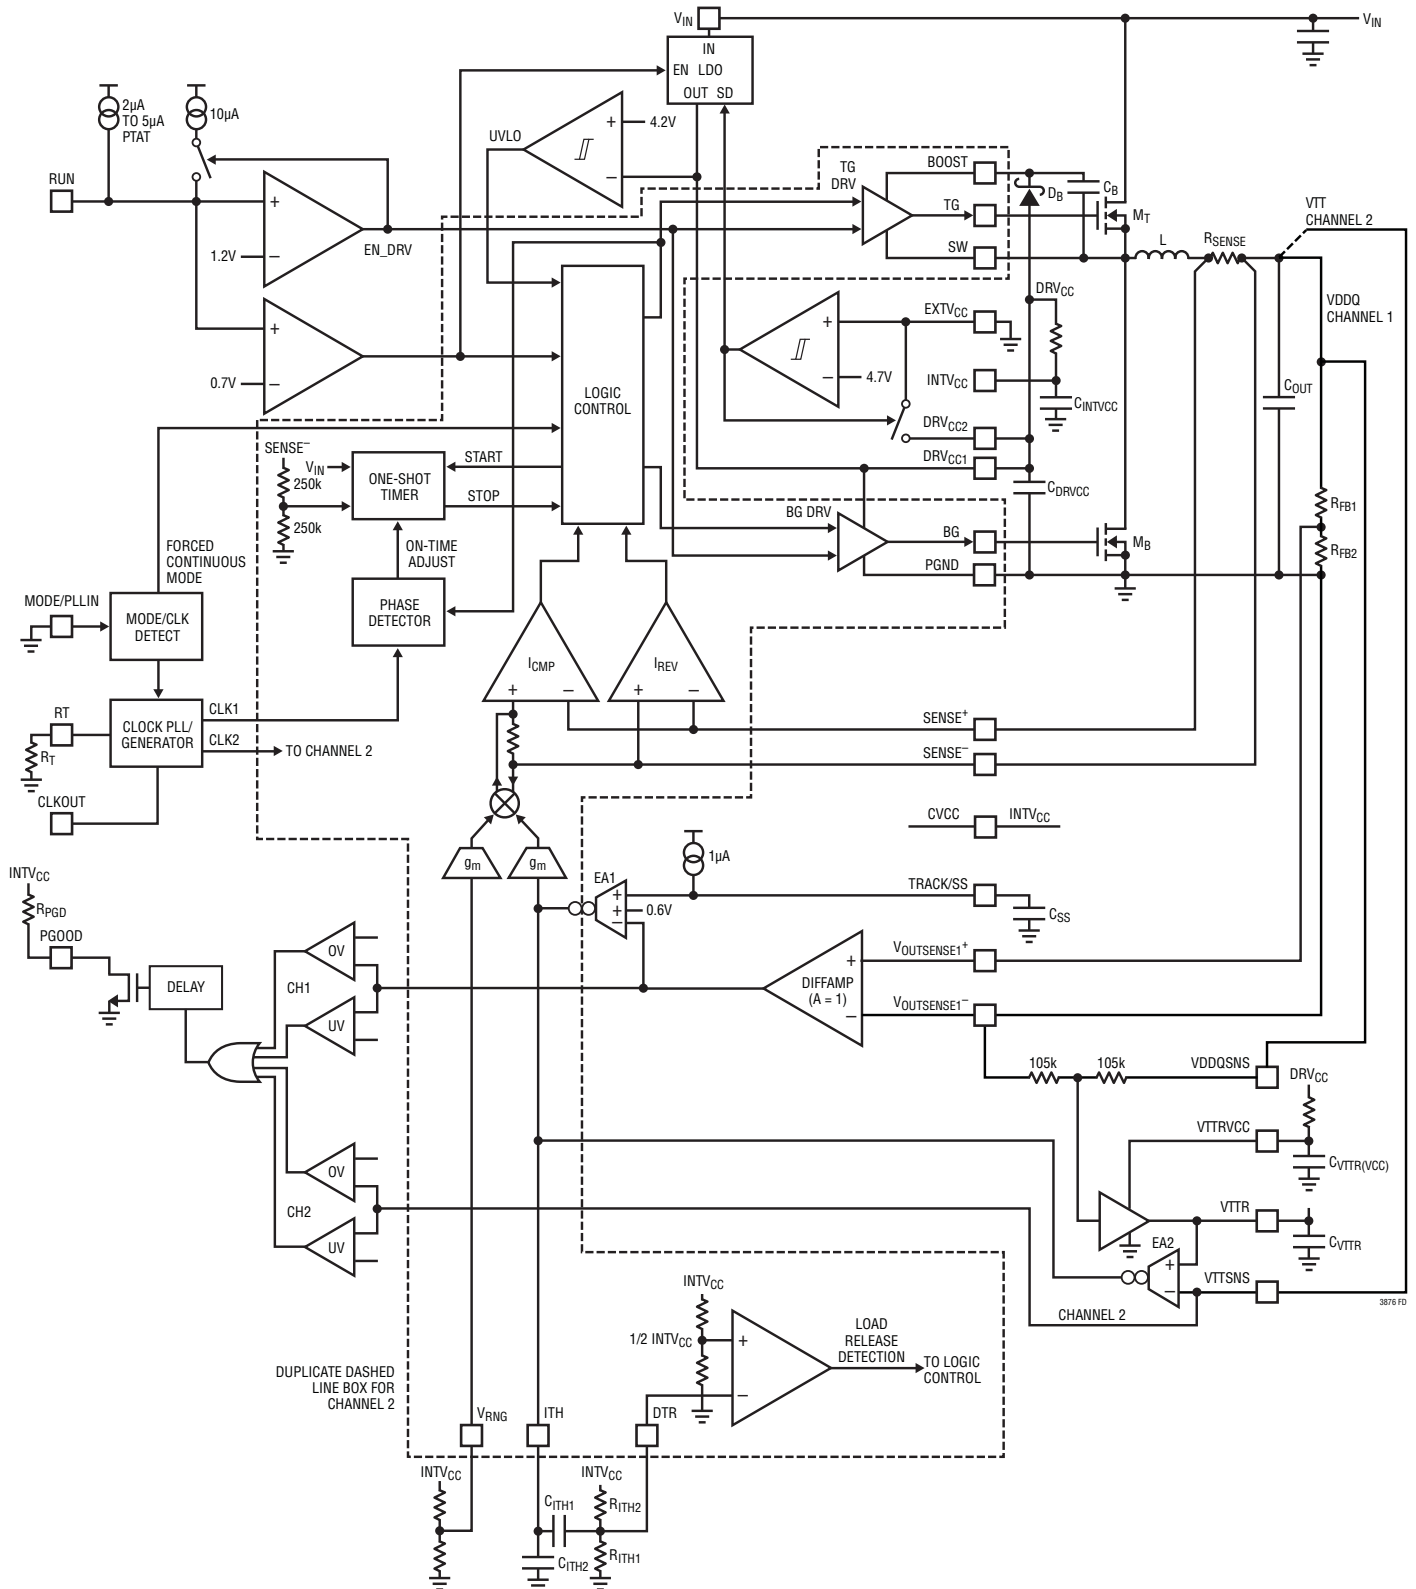 VIN
VIN
IN
EN LDO
OUT SD
2µA
TO 5µA
PTAT
10µA
UVLO
+
4.2V
–
TG
DRV
BOOST
DB
CB
RUN
+
TG
MT
VTT
CHANNEL 2
1.2V
–
EN_DRV
SW
L
RSENSE
DRVCC
+
EXTVCC
VDDQ
CHANNEL 1
+
0.7V
–
LOGIC
CONTROL
–
4.7V
INTVCC
CINTVCC
COUT
DRVCC2
SENSE–
VIN
250k
250k
ONE-SHOT
TIMER
START
STOP
DRVCC1
CDRVCC
RFB1
BG DRV
BG
MB
RFB2
FORCED
CONTINUOUS
MODE
ON-TIME
ADJUST
PGND
MODE/PLLIN
MODE/CLK
DETECT
PHASE
DETECTOR
ICMP
+
–
IREV
+
–
RT
CLOCK PLL/
GENERATOR
CLK1
CLK2
TO CHANNEL 2
RT
SENSE+
SENSE–
CLKOUT
CVCC
INTVCC
gm
gm
1µA
INTVCC
RPGD
EA1
+
+
–
0.6V
TRACK/SS
CSS
PGOOD
DELAY
OV
CH1
UV
DIFFAMP
(A = 1)
+
–
VOUTSENSE1+
VOUTSENSE1–
105k
105k
VDDQSNS
DRVCC
VTTRVCC
CVTTR(VCC)
OV
CH2
UV
VTTR
CVTTR
EA2
+
–
VTTSNS
CHANNEL 2
3876 FD
INTVCC
1/2 INTVCC
+
–
LOAD
RELEASE
DETECTION
TO LOGIC
CONTROL
DUPLICATE DASHED
LINE BOX FOR
CHANNEL 2
VRNG
ITH
DTR
INTVCC
INTVCC
CITH1
RITH2
CITH2
RITH1